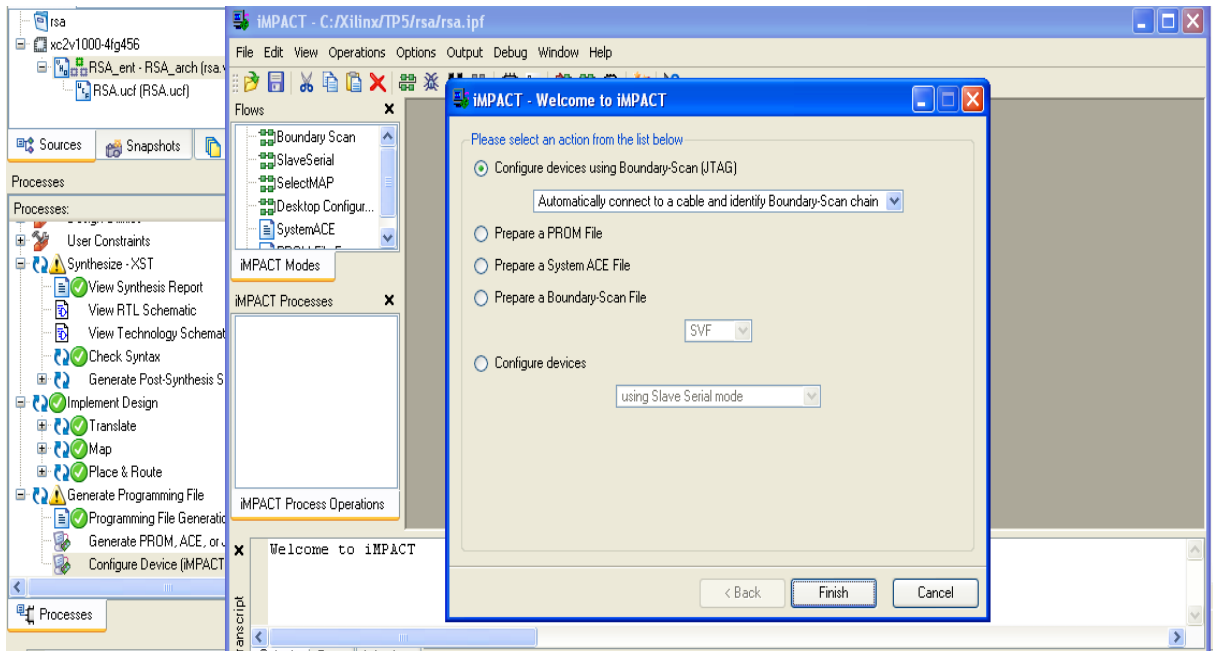 rsa
xc2v1000-4fg456
RSA_ent - RSA_arch (rsa.v
RSA.ucf (RSA.ucf)
Sources
Snapshots
Processes
Processes:
User Constraints
Synthesize - XST
View Synthesis Report
View RTL Schematic
View Technology Schemat
Check Syntax
Generate Post-Synthesis S
Implement Design
Translate
Map
Place & Route
Generate Programming File
Programming File Generatio
Generate PROM, ACE, or J
Configure Device (iMPACT
Processes
iMPACT - C:/Xilinx/TP5/rsa/rsa.ipf
File Edit View Operations Options Output Debug Window Help
Flows
Boundary Scan
SlaveSerial
SelectMAP
Desktop Configur...
SystemACE
iMPACT Modes
iMPACT Processes
iMPACT Process Operations
Welcome to iMPACT
iMPACT - Welcome to iMPACT
Please select an action from the list below
Configure devices using Boundary-Scan (JTAG)
Automatically connect to a cable and identify Boundary-Scan chain
Prepare a PROM File
Prepare a System ACE File
Prepare a Boundary-Scan File
SVF
Configure devices
using Slave Serial mode
< Back Finish Cancel